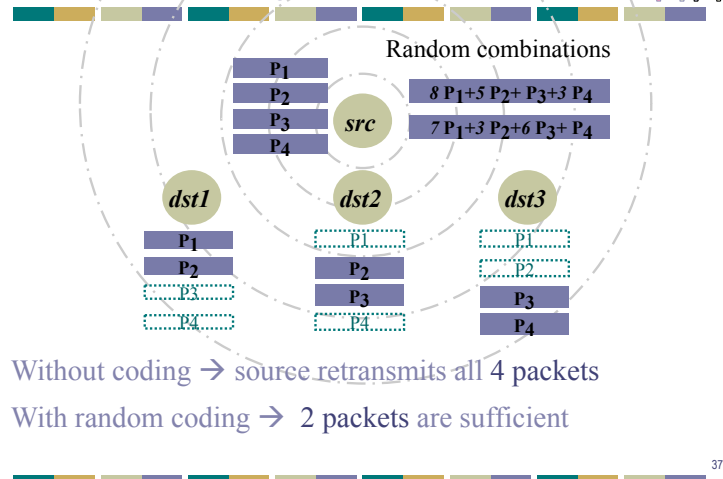 Random combinations
P1
P2
P3
P4
src
8 P1+5 P2+ P3+3 P4
7 P1+3 P2+6 P3+ P4
dst1
dst2
dst3
P1
P2
P3
P4
P1
P2
P3
P4
P1
P2
P3
P4
Without coding → source retransmits all 4 packets
With random coding → 2 packets are sufficient
37